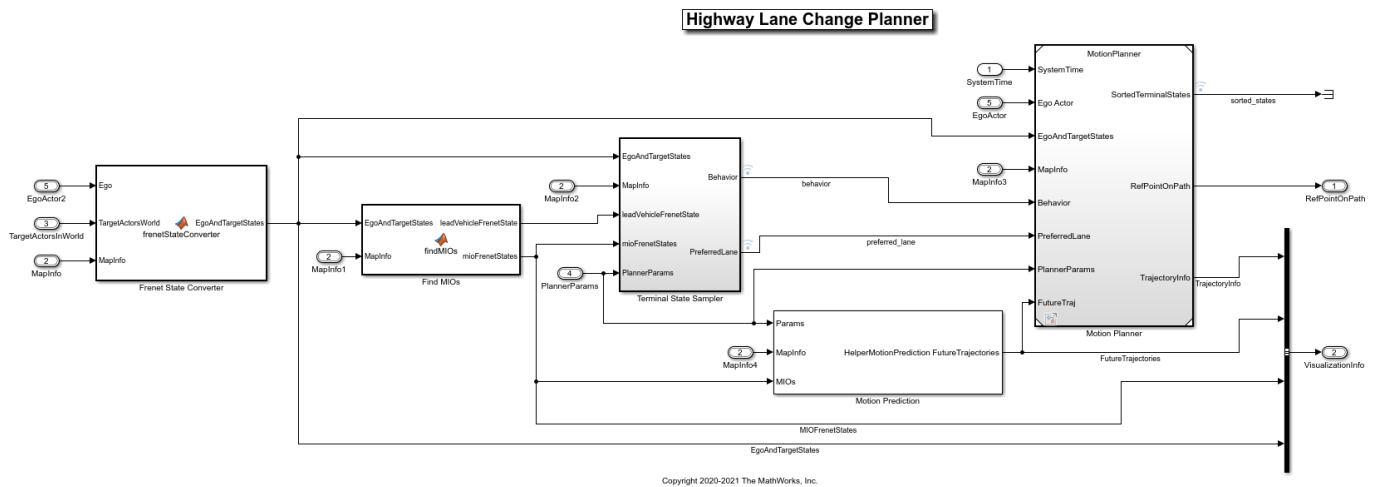 Highway Lane Change Planner
5
EgoActor2
3
TargetActorsInWorld
2
MapInfo
Ego
TargetActorsWorld
MapInfo
EgoAndTargetStates
frenetStateConverter
Frenet State Converter
2
MapInfo1
EgoAndTargetStates
MapInfo
leadVehicleFrenetState
mioFrenetStates
findMIOs
Find MIOs
2
MapInfo2
4
PlannerParams
EgoAndTargetStates
MapInfo
leadVehicleFrenetState
mioFrenetStates
PlannerParams
Behavior
PreferredLane
Terminal State Sampler
behavior
preferred_lane
2
MapInfo4
Params
MapInfo
MIOs
HelperMotionPrediction
FutureTrajectories
Motion Prediction
1
SystemTime
5
EgoActor
2
MapInfo3
MotionPlanner
SystemTime
Ego Actor
EgoAndTargetStates
MapInfo
Behavior
PreferredLane
PlannerParams
FutureTraj
SortedTerminalStates
RefPointOnPath
TrajectoryInfo
Motion Planner
sorted_states
1
RefPointOnPath
TrajectoryInfo
FutureTrajectories
MIOFrenetStates
EgoAndTargetStates
2
VisualizationInfo
Copyright 2020-2021 The MathWorks, Inc.